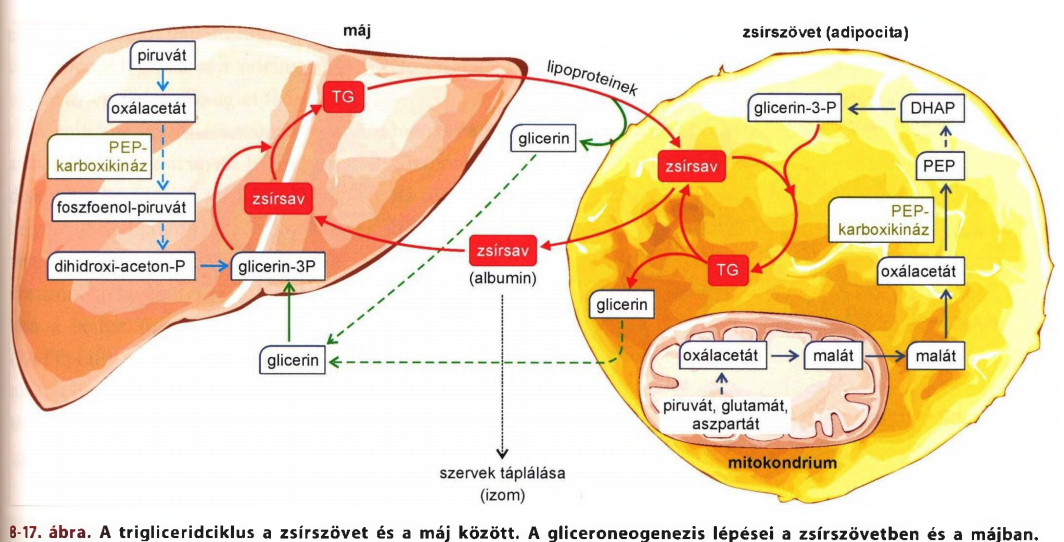 máj
piruvát
oxálacetát
PEP-
karboxikináz
foszfoenol-piruvát
dihidroxi-aceton-P
glicerin-3P
glicerin
TG
zsírsav
lipoproteinek
glicerin
zsírsav
(albumin)
szervek táplálása
(izom)
zsírszövet (adipocita)
glicerin-3-P
DHAP
PEP
PEP-
karboxikináz
oxálacetát
malát
zsírsav
TG
glicerin
oxálacetát
malát
piruvát, glutamát,
aszpartát
mitokondrium
8-17. ábra. A trigliceridciklus a zsírszövet és a máj között. A gliceroneogenezis lépései a zsírszövetben és a májban.